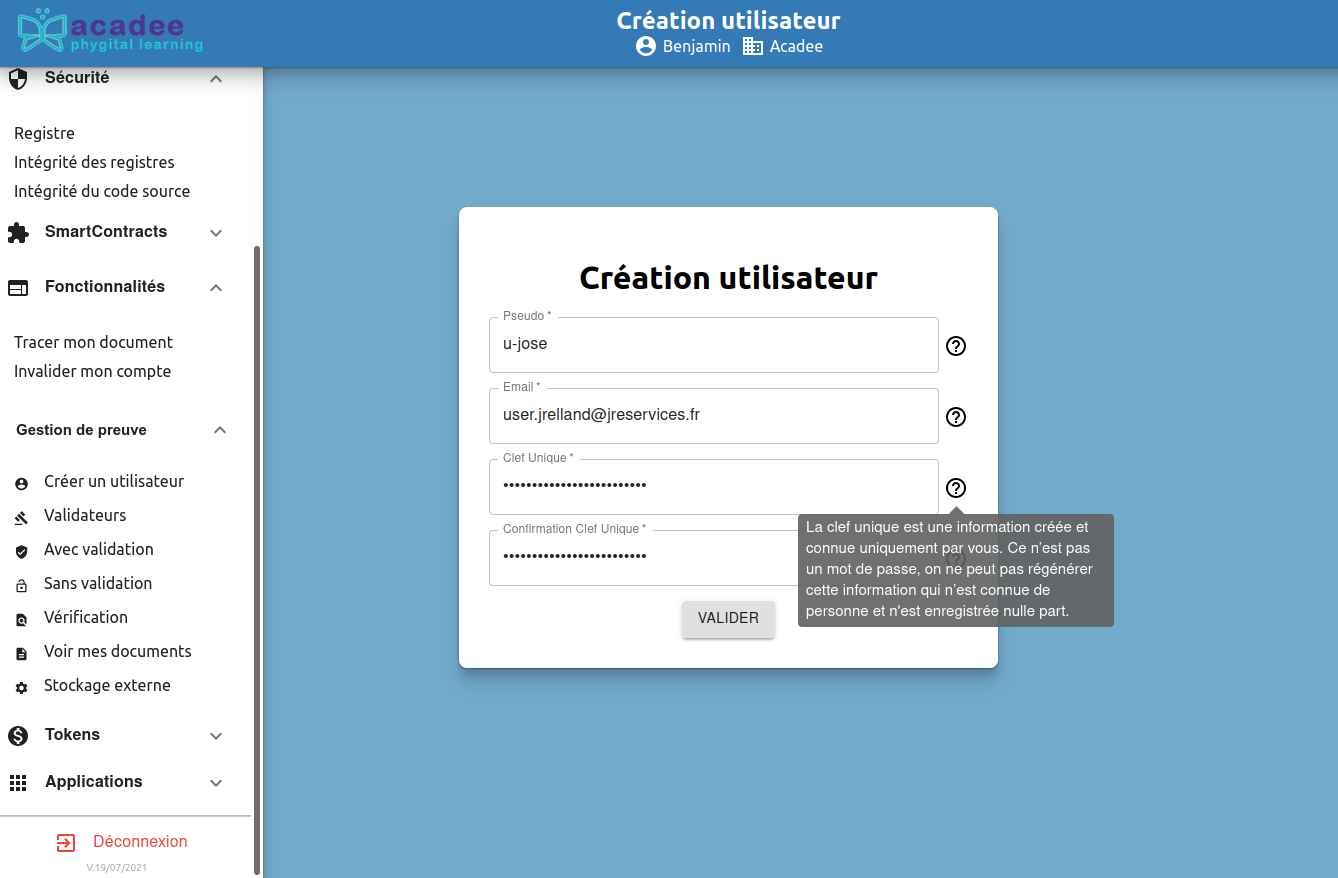 acadee
phygital learning
Création utilisateur
Benjamin Acadee
Sécurité
Registre
Intégrité des registres
Intégrité du code source
SmartContracts
Fonctionnalités
Tracer mon document
Invalider mon compte
Gestion de preuve
Créer un utilisateur
Validateurs
Avec validation
Sans validation
Vérification
Voir mes documents
Stockage externe
Tokens
Applications
Déconnexion
V.19/07/2021
Création utilisateur
Pseudo *
u-jose
Email *
user.jrelland@jreservices.fr
Clef Unique *
•••••••••••••••••••••••••
Confirmation Clef Unique *
•••••••••••••••••••••••••
La clef unique est une information créée et
connue uniquement par vous. Ce n'est pas
un mot de passe, on ne peut pas régénérer
cette information qui n'est connue de
personne et n'est enregistrée nulle part.
VALIDER